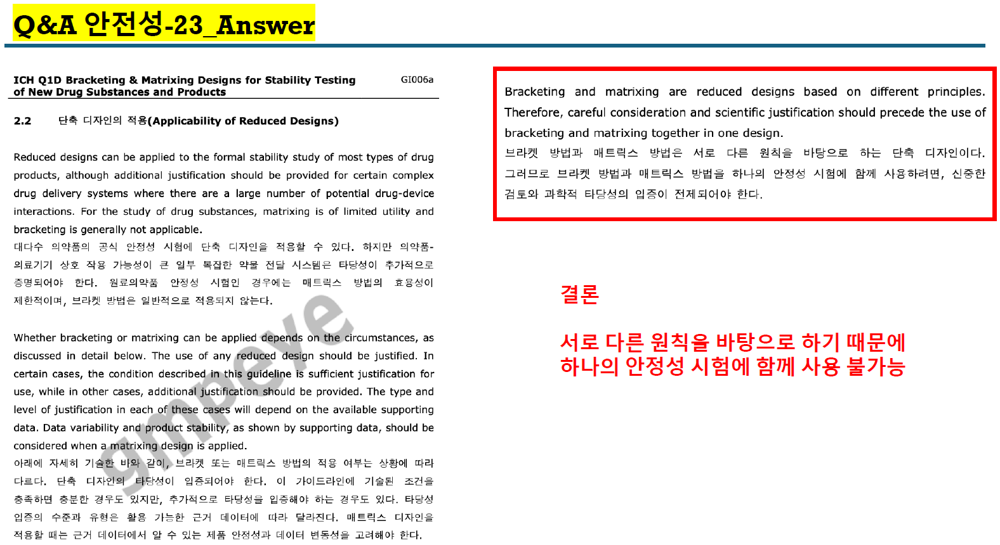 Q&A 안전성-23_Answer
ICH Q1D Bracketing & Matrixing Designs for Stability Testing
of New Drug Substances and Products
GI006a
2.2 단축 디자인의 적용(Applicability of Reduced Designs)
Reduced designs can be applied to the formal stability study of most types of drug
products, although additional justification should be provided for certain complex
drug delivery systems where there are a large number of potential drug-device
interactions. For the study of drug substances, matrixing is of limited utility and
bracketing is generally not applicable.
대다수 의약품의 공식 안정성 시험에 단축 디자인을 적용할 수 있다. 하지만 의약품-
의료기기 상호 작용 가능성이 큰 일부 복잡한 약물 전달 시스템은 타당성이 추가적으로
증명되어야 한다. 원료의약품 안정성 시험인 경우에는 매트릭스 방법의 효용성이
제한적이며, 브라켓 방법은 일반적으로 적용되지 않는다.
Whether bracketing or matrixing can be applied depends on the circumstances, as
discussed in detail below. The use of any reduced design should be justified. In
certain cases, the condition described in this guideline is sufficient justification for
use, while in other cases, additional justification should be provided. The type and
level of justification in each of these cases will depend on the available supporting
data. Data variability and product stability, as shown by supporting data, should be
considered when a matrixing design is applied.
아래에 자세히 기술한 바와 같이, 브라켓 또는 매트릭스 방법의 적용 여부는 상황에 따라
다르다. 단축 디자인의 타당성이 입증되어야 한다. 이 가이드라인에 기술된 조건을
충족하면 충분한 경우도 있지만, 추가적으로 타당성을 입증해야 하는 경우도 있다. 타당성
입증의 수준과 유형은 활용 가능한 근거 데이터에 따라 달라진다. 매트릭스 디자인을
적용할 때는 근거 데이터에서 알 수 있는 제품 안정성과 데이터 변동성을 고려해야 한다.
gmpeye
Bracketing and matrixing are reduced designs based on different principles.
Therefore, careful consideration and scientific justification should precede the use of
bracketing and matrixing together in one design.
브라켓 방법과 매트릭스 방법은 서로 다른 원칙을 바탕으로 하는 단축 디자인이다.
그러므로 브라켓 방법과 매트릭스 방법을 하나의 안정성 시험에 함께 사용하려면, 신중한
검토와 과학적 타당성의 입증이 전제되어야 한다.
결론
서로 다른 원칙을 바탕으로 하기 때문에
하나의 안정성 시험에 함께 사용 불가능